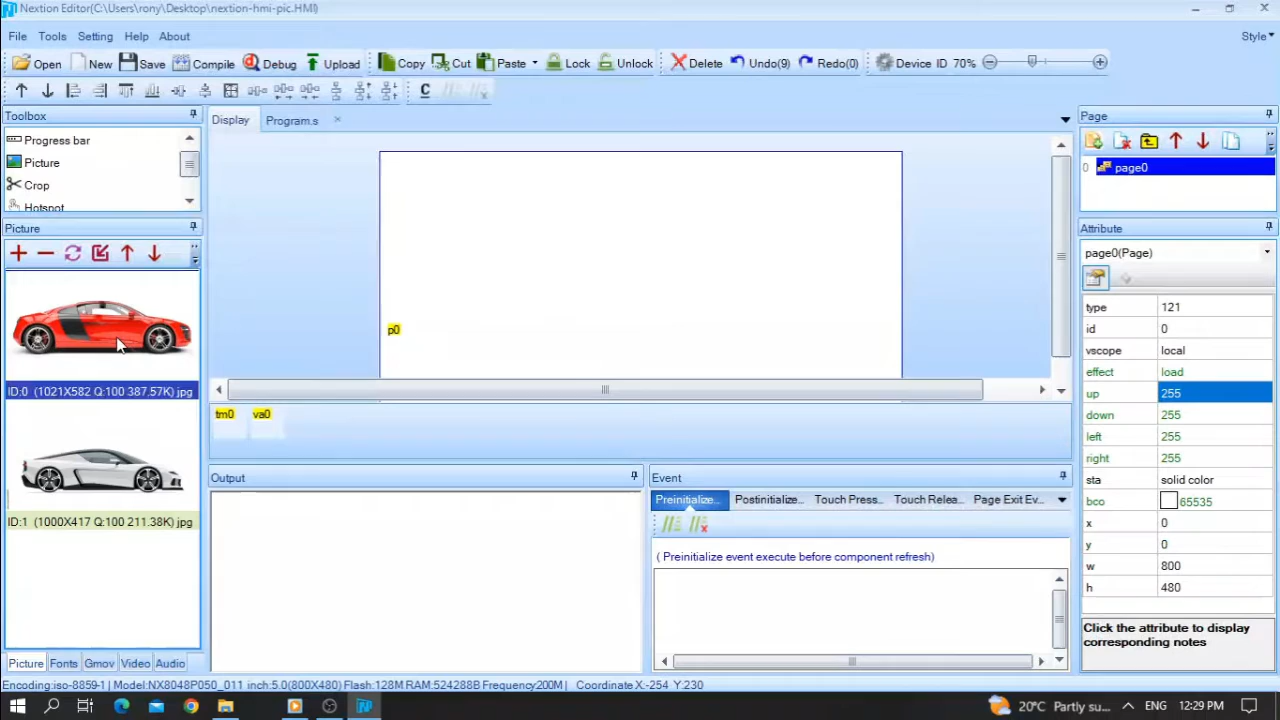 Nextion Editor(C:\Users\rony\Desktop\nextion-hmi-pic.HMI)
File Tools Setting Help About Style
Open New Save Compile Debug Upload Copy Cut Paste Lock Unlock Delete Undo(9) Redo(0) Device ID 70%
Toolbox
Progress bar
Picture
Crop
Hotspot
Picture
ID:0 (1021X582 Q:100 387.57K) jpg
ID:1 (1000X417 Q:100 211.38K) jpg
Picture Fonts Gmov Video Audio
Display Program.s
p0
tm0 va0
Output
Event
Preinitialize... Postinitialize... Touch Press... Touch Relea... Page Exit Ev...
( Preinitialize event execute before component refresh)
Page
0 page0
Attribute
page0(Page)
type 121
id 0
vscope local
effect load
up 255
down 255
left 255
right 255
sta solid color
bco 65535
x 0
y 0
w 800
h 480
Click the attribute to display
corresponding notes
Encoding:iso-8859-1 | Model:NX8048P050_011 inch:5.0(800X480) Flash:128M RAM:524288B Frequency:200M | Coordinate X:-254 Y:230
20°C Partly su... ENG 12:29 PM